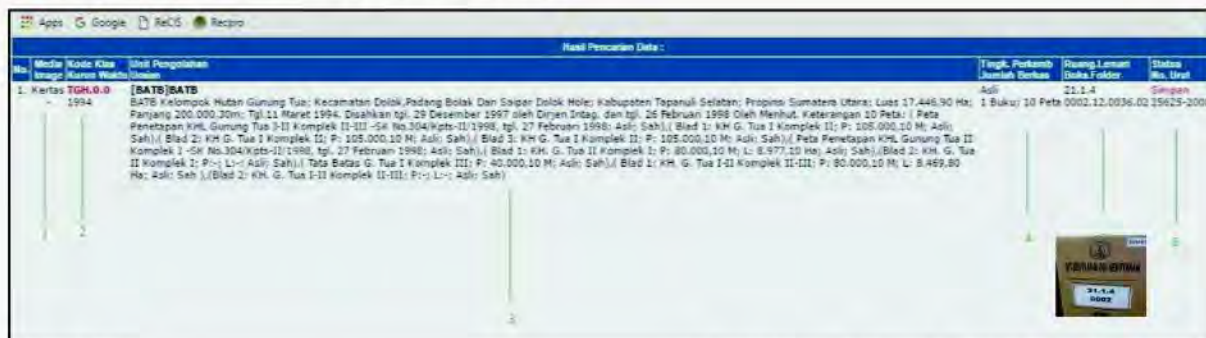 Apps Google ReCIS Recpro
Hasil Pencarian Data :
No. Media Image Kode Klas Kurun Waktu Unit Pengolahan Uraian Tingk. Perkemb Jumlah Berkas Ruang.Lemari Boks.Folder Status No. Urut
1. Kertas TGH.0.0 [BATB]BATB Asli 21.1.4 Simpan
- 1994 BATB Kelompok Hutan Gunung Tua; Kecamatan Dolok,Padang Bolak Dan Saipar Dolok Hole; Kabupaten Tapanuli Selatan; Propinsi Sumatera Utara; Luas 17.446,90 Ha; 1 Buku; 10 Peta 0002.12.0036.02 25625-200
Panjang 200.000.30m; Tgl.11 Maret 1994. Disahkan tgl. 29 Desember 1997 oleh Dirjen Intag. dan tgl. 26 Februari 1998 Oleh Menhut. Keterangan 10 Peta: ( Peta
Penetapan KHL Gunung Tua I-II Komplek II-III -SK No.304/Kpts-II/1998, tgl. 27 Februari 1998; Asli; Sah),( Blad 1: KH G. Tua I Komplek II; P: 105.000,10 M; Asli;
Sah),( Blad 2: KH G. Tua I Komplek II; P: 105.000,10 M; Asli; Sah),( Blad 3: KH G. Tua I Komplek II; P: 105.000,10 M; Asli; Sah),( Peta Penetapan KHL Gunung Tua II
Komplek I -SK No.304/Kpts-II/1998, tgl. 27 Februari 1998; Asli; Sah),( Blad 1: KH. G. Tua II Komplek I; P: 80.000,10 M; L: 8.977,10 Ha; Asli; Sah),(Blad 2: KH. G. Tua
II Komplek I; P:-; L:-; Asli; Sah),( Tata Batas G. Tua I Komplek III; P: 40.000,10 M; Asli; Sah),( Blad 1: KH. G. Tua I-II Komplek II-III; P: 80.000,10 M; L: 8.469,80
Ha; Asli; Sah ),(Blad 2: KH. G. Tua I-II Komplek II-III; P:-; L:-; Asli; Sah)
1 2 3 4 6
21.1.4
0002